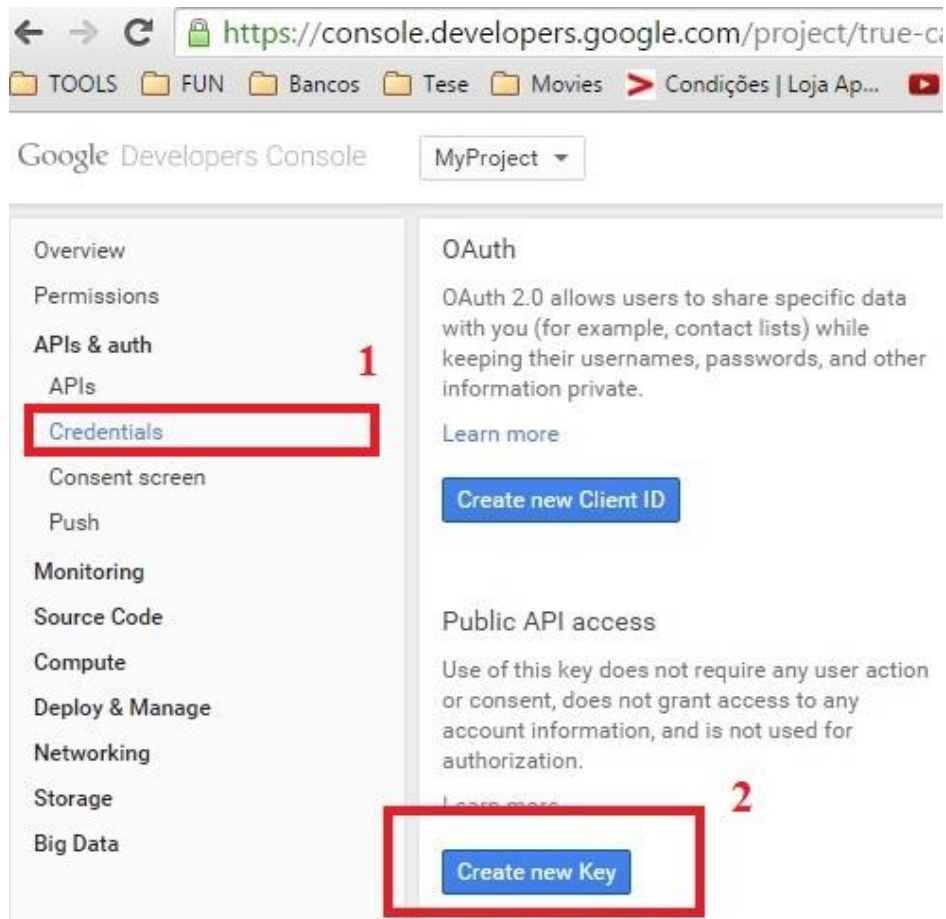 https://console.developers.google.com/project/true-ca
TOOLS FUN Bancos Tese Movies Condições | Loja Ap...
Google Developers Console MyProject
Overview
Permissions
APIs & auth
1
APIs
Credentials
Consent screen
Push
Monitoring
Source Code
Compute
Deploy & Manage
Networking
Storage
Big Data
OAuth
OAuth 2.0 allows users to share specific data
with you (for example, contact lists) while
keeping their usernames, passwords, and other
information private.
Learn more
Create new Client ID
Public API access
Use of this key does not require any user action
or consent, does not grant access to any
account information, and is not used for
authorization.
Learn more
2
Create new Key